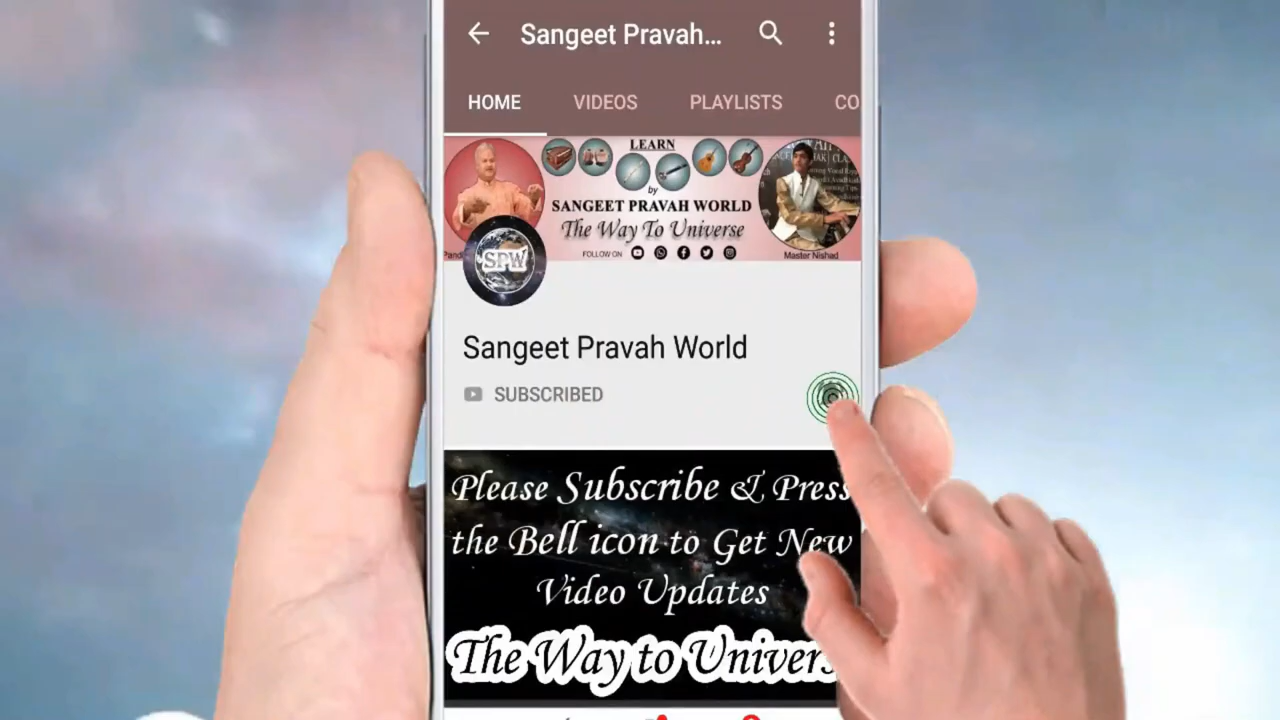 Sangeet Pravah...
HOME VIDEOS PLAYLISTS CO
LEARN
by
SANGEET PRAVAH WORLD
The Way To Universe
FOLLOW ON
Pand
Master Nishad
SPW
Sangeet Pravah World
SUBSCRIBED
Please Subscribe & Press
the Bell icon to Get New
Video Updates
The Way to Univers